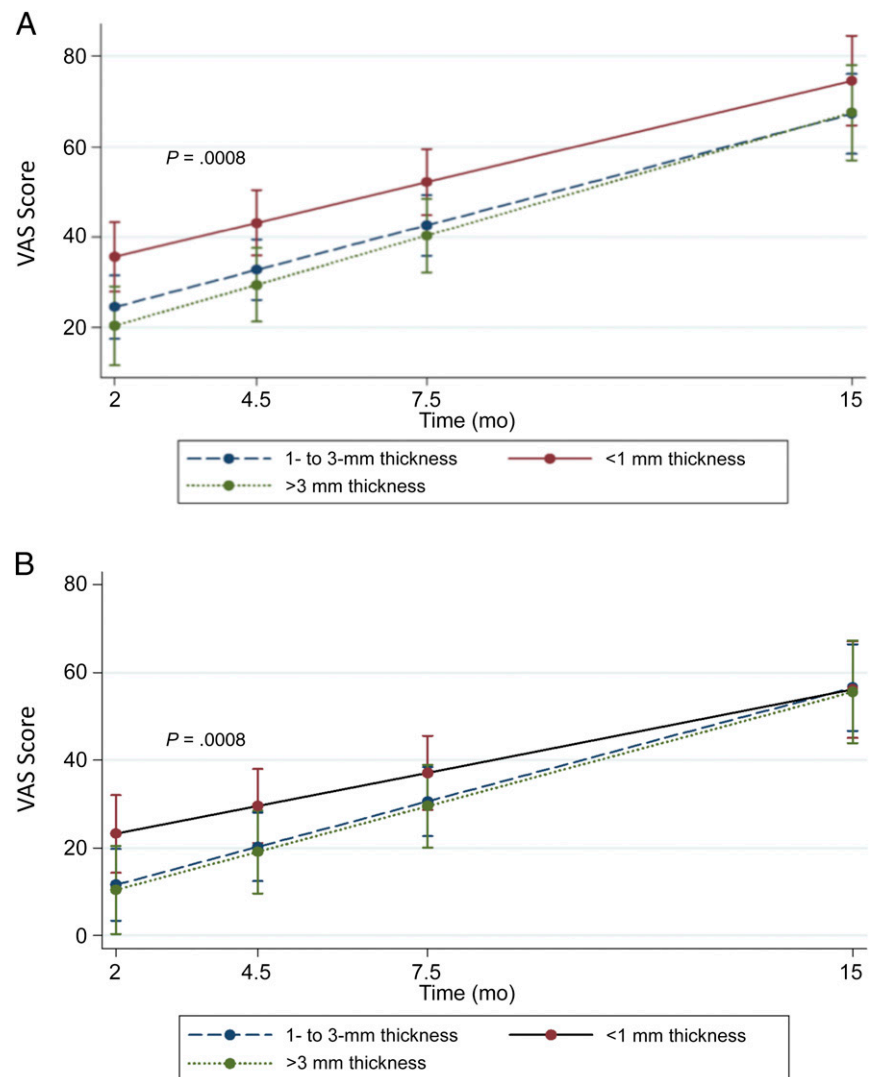 A
80
60
40
20
VAS Score
P = .0008
2 4.5 7.5 15
Time (mo)
1- to 3-mm thickness <1 mm thickness
>3 mm thickness
B
80
60
40
20
0
VAS Score
P = .0008
2 4.5 7.5 15
Time (mo)
1- to 3-mm thickness <1 mm thickness
>3 mm thickness